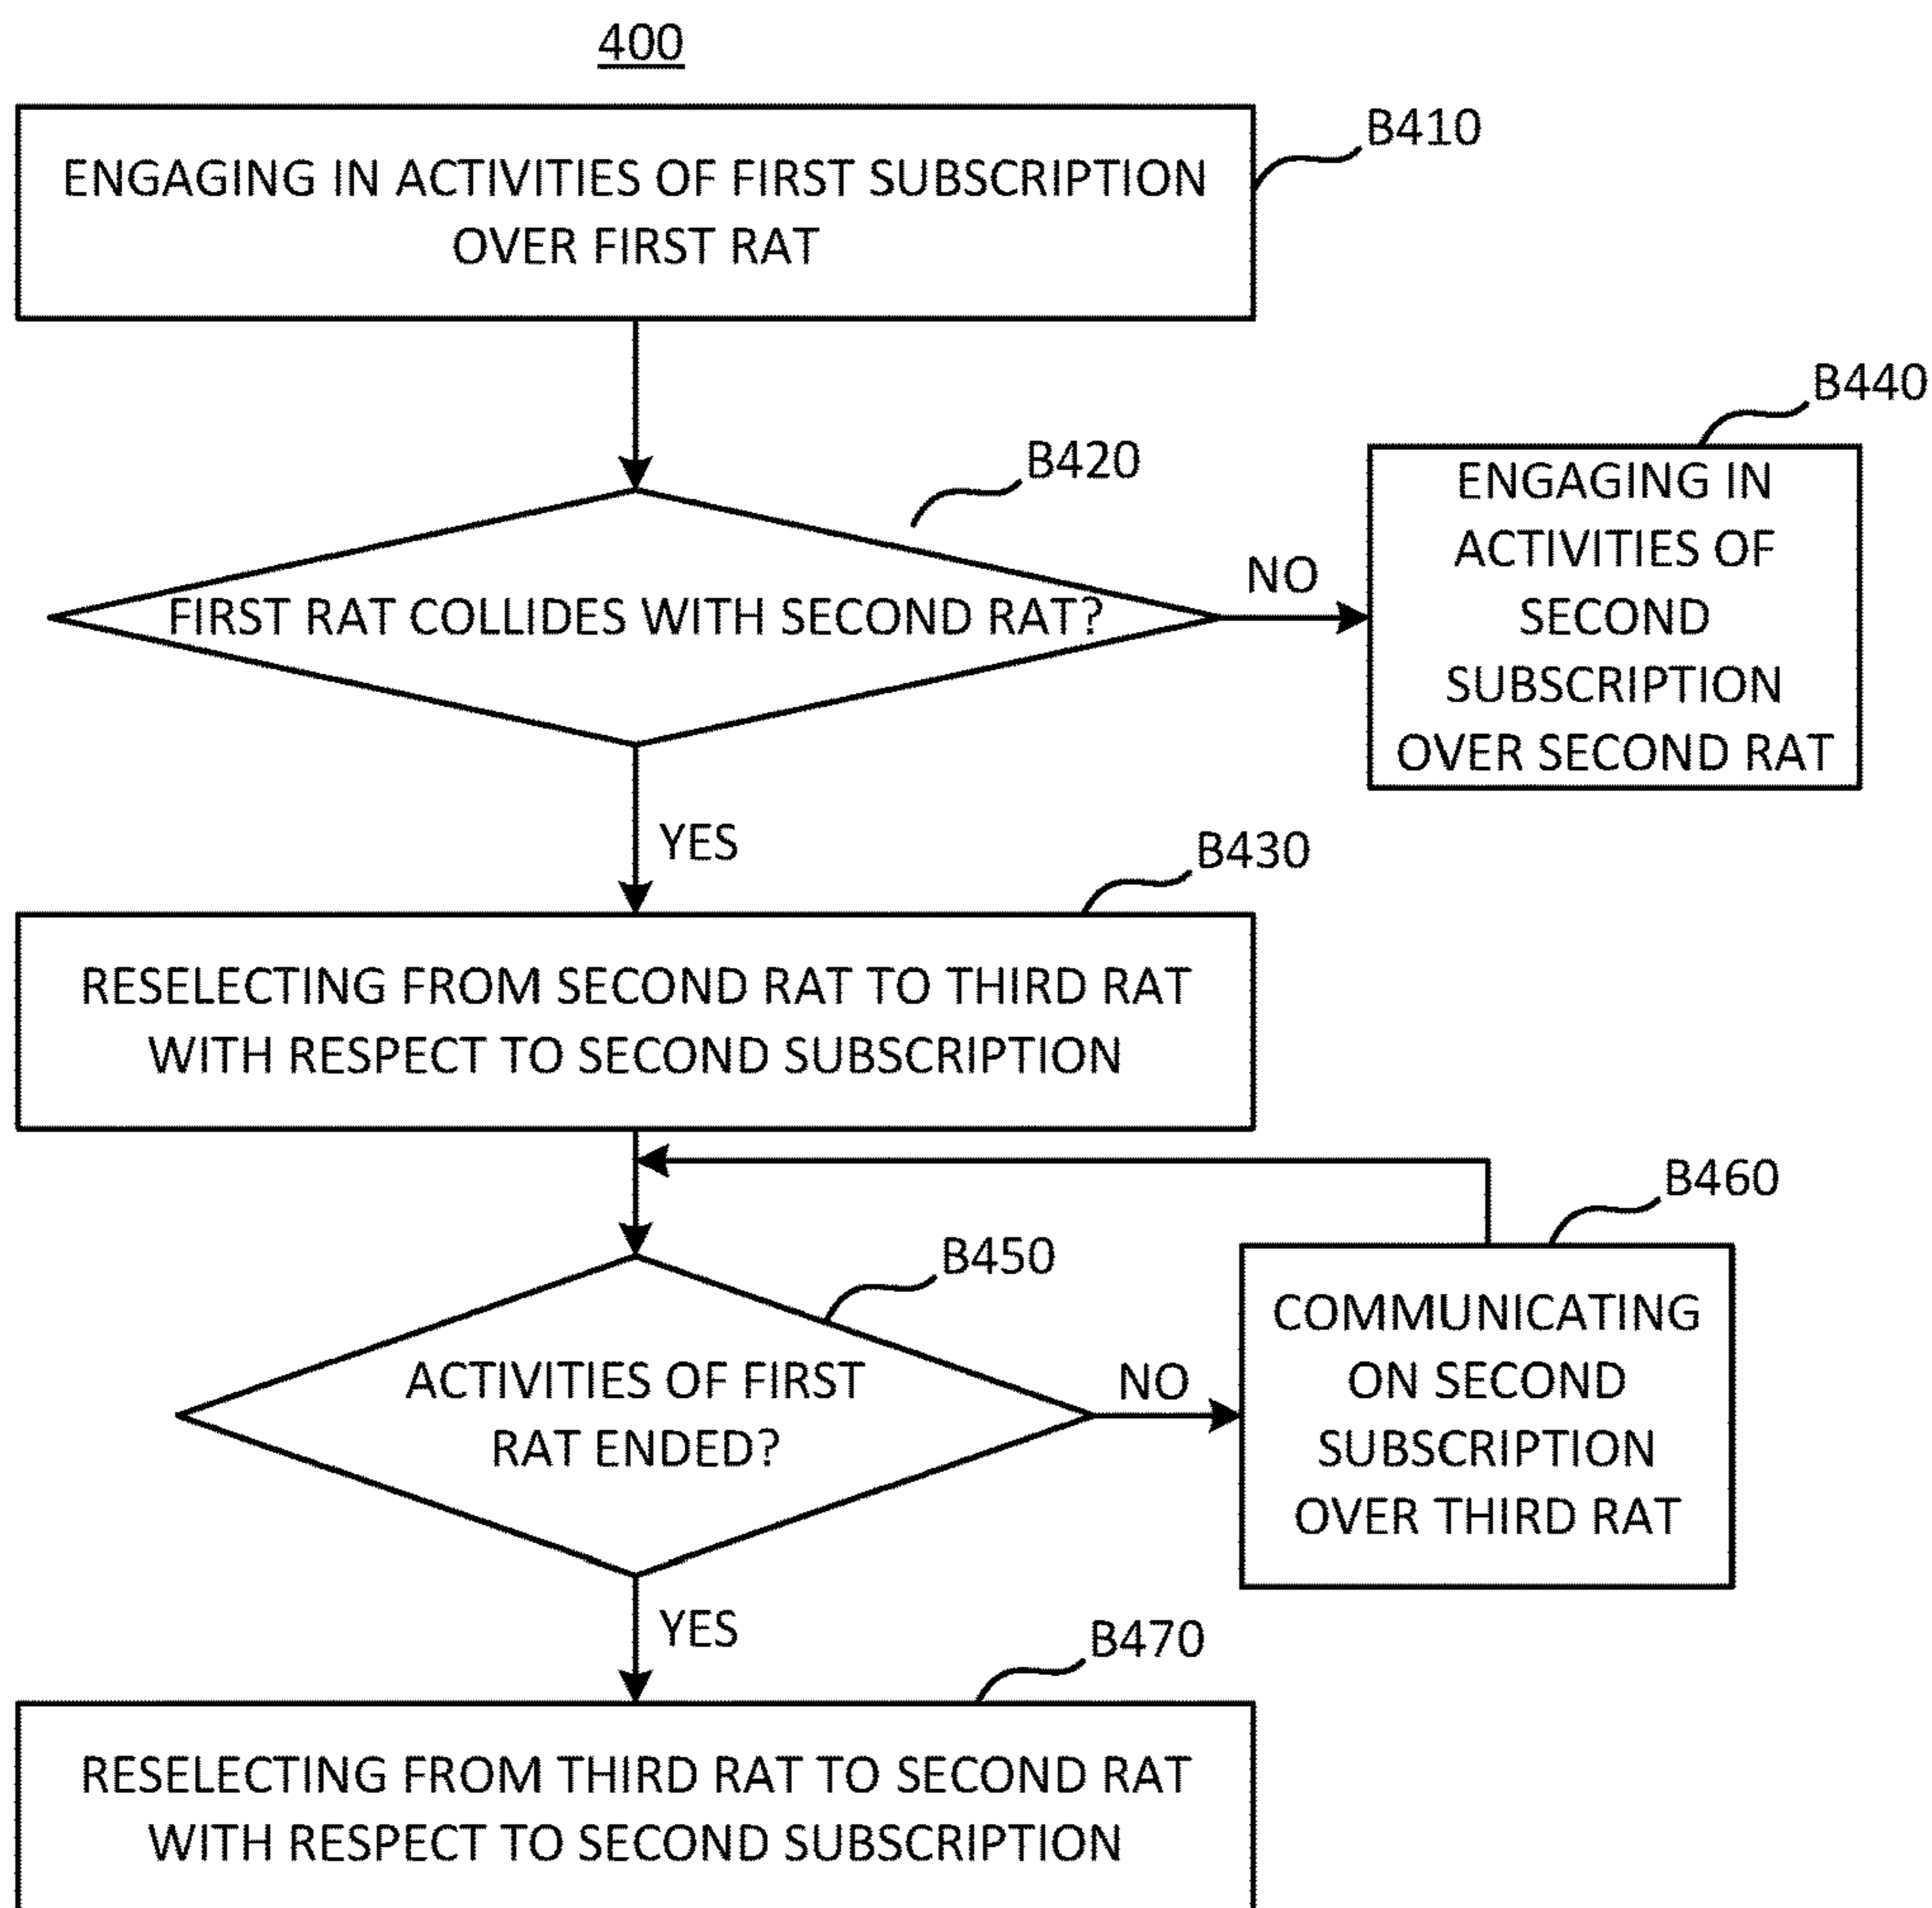 400
B410
ENGAGING IN ACTIVITIES OF FIRST SUBSCRIPTION
OVER FIRST RAT
B420
FIRST RAT COLLIDES WITH SECOND RAT?
NO
B440
ENGAGING IN
ACTIVITIES OF
SECOND
SUBSCRIPTION
OVER SECOND RAT
YES
B430
RESELECTING FROM SECOND RAT TO THIRD RAT
WITH RESPECT TO SECOND SUBSCRIPTION
B450
ACTIVITIES OF FIRST
RAT ENDED?
NO
B460
COMMUNICATING
ON SECOND
SUBSCRIPTION
OVER THIRD RAT
YES
B470
RESELECTING FROM THIRD RAT TO SECOND RAT
WITH RESPECT TO SECOND SUBSCRIPTION